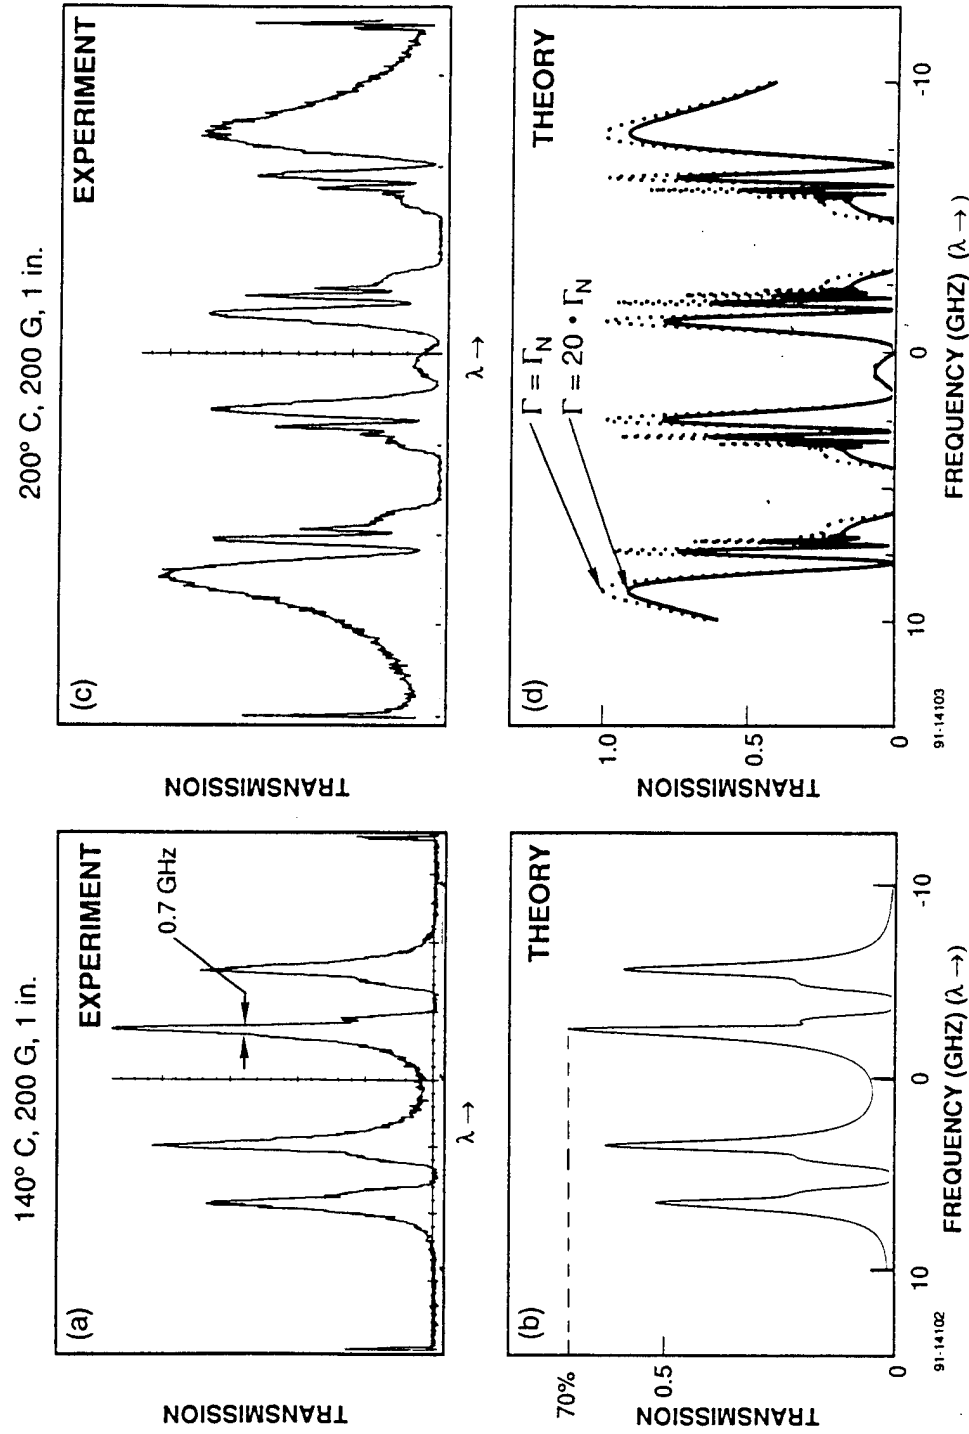 140° C, 200 G, 1 in.
(a)
EXPERIMENT
0.7 GHz
TRANSMISSION
λ →
(b)
THEORY
70%
0.5
0
TRANSMISSION
10
0
-10
FREQUENCY (GHZ) (λ →)
91-14102
200° C, 200 G, 1 in.
(c)
EXPERIMENT
TRANSMISSION
λ →
(d)
THEORY
Γ = Γ_N
Γ = 20 • Γ_N
1.0
0.5
0
TRANSMISSION
10
0
-10
FREQUENCY (GHZ) (λ →)
91-14103